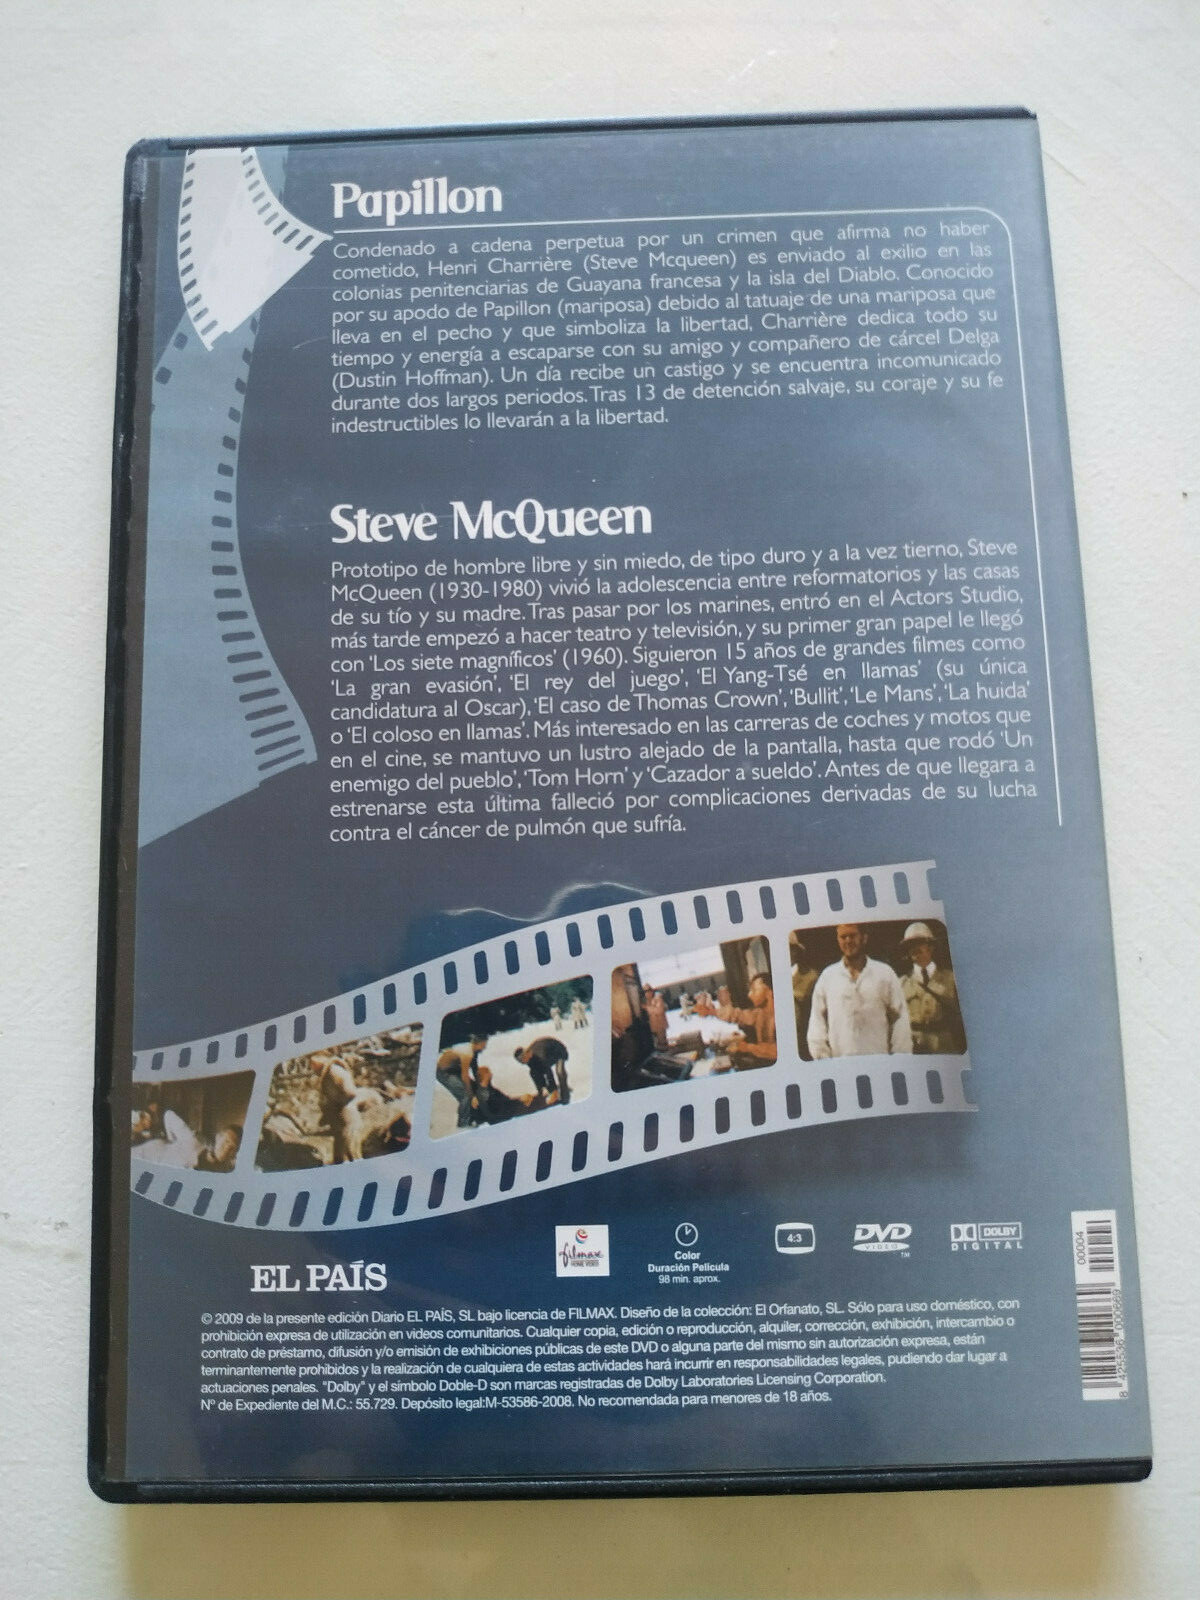 Papillon
Condenado a cadena perpetua por un crimen que afirma no haber
cometido, Henri Charrière (Steve Mcqueen) es enviado al exilio en las
colonias penitenciarias de Guayana francesa y la isla del Diablo. Conocido
por su apodo de Papillon (mariposa) debido al tatuaje de una mariposa que
lleva en el pecho y que simboliza la libertad, Charrière dedica todo su
tiempo y energía a escaparse con su amigo y compañero de cárcel Delga
(Dustin Hoffman). Un día recibe un castigo y se encuentra incomunicado
durante dos largos periodos. Tras 13 de detención salvaje, su coraje y su fe
indestructibles lo llevarán a la libertad.
Steve McQueen
Prototipo de hombre libre y sin miedo, de tipo duro y a la vez tierno, Steve
McQueen (1930-1980) vivió la adolescencia entre reformatorios y las casas
de su tío y su madre. Tras pasar por los marines, entró en el Actors Studio,
más tarde empezó a hacer teatro y televisión, y su primer gran papel le llegó
con 'Los siete magníficos' (1960). Siguieron 15 años de grandes filmes como
'La gran evasión', 'El rey del juego', 'El Yang-Tsé en llamas' (su única
candidatura al Oscar), 'El caso de Thomas Crown', 'Bullit', 'Le Mans', 'La huida'
o 'El coloso en llamas'. Más interesado en las carreras de coches y motos que
en el cine, se mantuvo un lustro alejado de la pantalla, hasta que rodó 'Un
enemigo del pueblo', 'Tom Horn' y 'Cazador a sueldo'. Antes de que llegara a
estrenarse esta última falleció por complicaciones derivadas de su lucha
contra el cáncer de pulmón que sufría.
EL PAÍS
filmax
HOME VIDEO
Color
Duración Película
98 min. aprox.
4:3
DVD
VIDEO
TM
DOLBY
DIGITAL
00004
© 2009 de la presente edición Diario EL PAÍS, SL bajo licencia de FILMAX. Diseño de la colección: El Orfanato, SL. Sólo para uso doméstico, con
prohibición expresa de utilización en videos comunitarios. Cualquier copia, edición o reproducción, alquiler, corrección, exhibición, intercambio o
contrato de préstamo, difusión y/o emisión de exhibiciones públicas de este DVD o alguna parte del mismo sin autorización expresa, están
terminantemente prohibidos y la realización de cualquiera de estas actividades hará incurrir en responsabilidades legales, pudiendo dar lugar a
actuaciones penales. "Dolby" y el símbolo Doble-D son marcas registradas de Dolby Laboratories Licensing Corporation.
Nº de Expediente del M.C.: 55.729. Depósito legal:M-53586-2008. No recomendada para menores de 18 años.